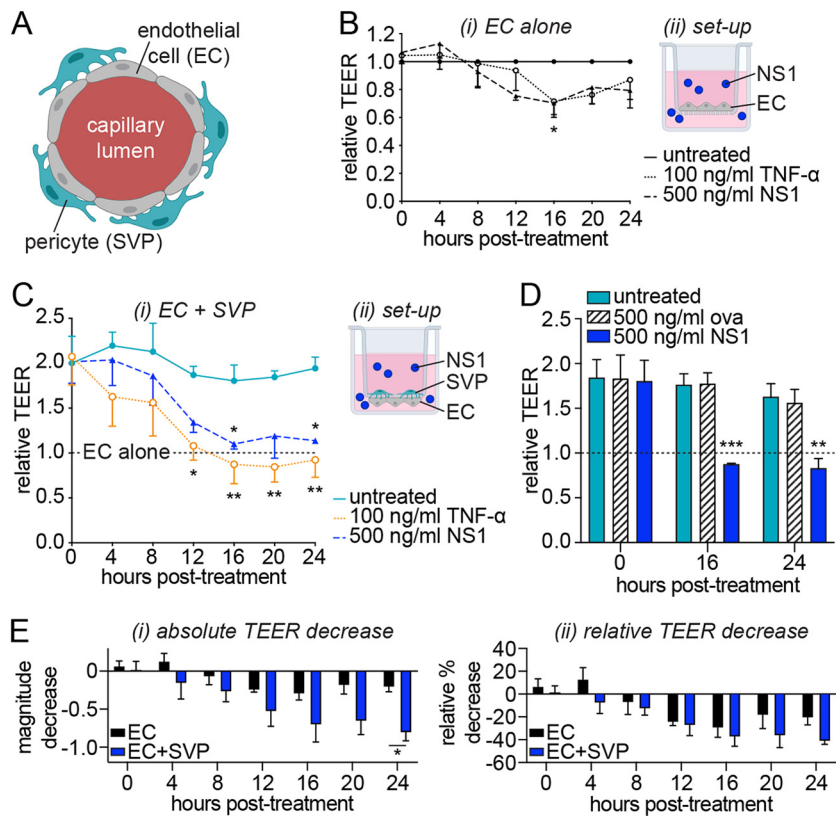 A
endothelial
cell (EC)
capillary
lumen
pericyte (SVP)
B
(i) EC alone
relative TEER
1.2
1.0
0.8
0.6
0.4
0.2
0.0
*
0 4 8 12 16 20 24
hours post-treatment
(ii) set-up
NS1
EC
untreated
100 ng/ml TNF-α
500 ng/ml NS1
C
(i) EC + SVP
relative TEER
2.5
2.0
1.5
1.0
0.5
0.0
EC alone
* *
* ** ** **
0 4 8 12 16 20 24
hours post-treatment
(ii) set-up
NS1
SVP
EC
untreated
100 ng/ml TNF-α
500 ng/ml NS1
D
untreated
500 ng/ml ova
500 ng/ml NS1
relative TEER
2.5
2.0
1.5
1.0
0.5
0.0
*** **
0 16 24
hours post-treatment
E
(i) absolute TEER decrease
magnitude
decrease
0
-0.5
-1.0
EC
EC+SVP
*
0 4 8 12 16 20 24
hours post-treatment
(ii) relative TEER decrease
relative %
decrease
40
20
0
-20
-40
-60
EC
EC+SVP
0 4 8 12 16 20 24
hours post-treatment